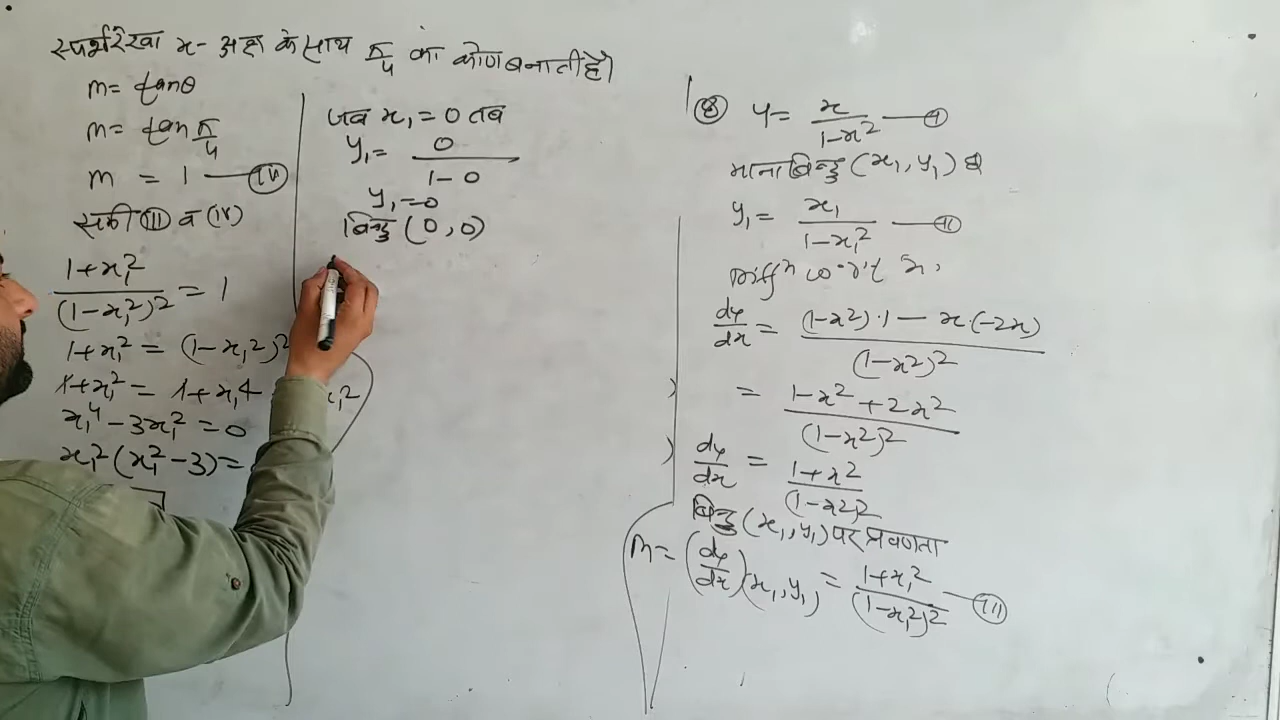 स्पर्शरेखा x- अक्ष के साथ π/4 का कोण बनाती है।
m = tanθ
m = tan π/4
m = 1 —(IV)
समी (III) व (IV)
(1+x₁²)/(1-x₁²)² = 1
1+x₁² = (1-x₁²)²
1+x₁² = 1+x₁4 x₁2
x₁⁴ - 3x₁² = 0
x₁² (x₁² - 3) =
जब x₁ = 0 तब
y₁ = 0/(1-0)
y₁ = 0
बिन्दु (0, 0)
(8) y = x/(1-x²) —(I)
माना बिन्दु (x₁, y₁) है
y₁ = x₁/(1-x₁²) —(II)
Diffⁿ w.r.t x,
dy/dx = ((1-x²)·1 - x(-2x))/(1-x²)²
= (1-x²+2x²)/(1-x²)²
dy/dx = (1+x²)/(1-x²)²
बिन्दु (x₁, y₁) पर प्रवणता
m = (dy/dx)(x₁, y₁) = (1+x₁²)/(1-x₁²)² —(III)